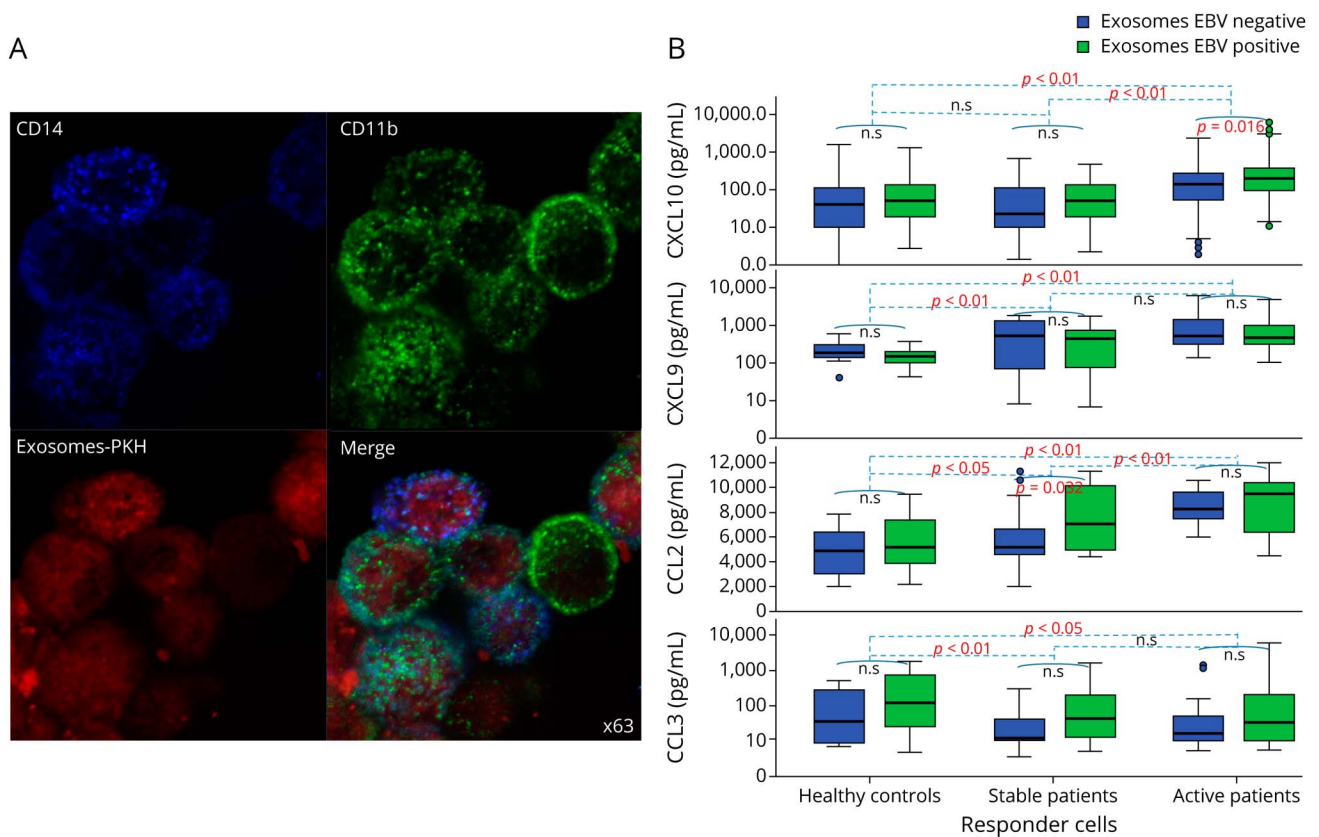 A
CD14
CD11b
Exosomes-PKH
Merge
x63
B
Exosomes EBV negative
Exosomes EBV positive
CXCL10 (pg/mL)
10,000.0
1,000.0
100.0
10.0
0.0
p < 0.01
n.s
p < 0.01
n.s
n.s
p = 0.016
CXCL9 (pg/mL)
10,000
1,000
100
10
0
p < 0.01
p < 0.01
n.s
n.s
n.s
n.s
CCL2 (pg/mL)
12,000
10,000
8,000
6,000
4,000
2,000
0
p < 0.01
p < 0.05
p < 0.01
n.s
p = 0.032
n.s
CCL3 (pg/mL)
10,000
1,000
100
10
0
p < 0.05
p < 0.01
n.s
n.s
n.s
n.s
Healthy controls
Stable patients
Active patients
Responder cells